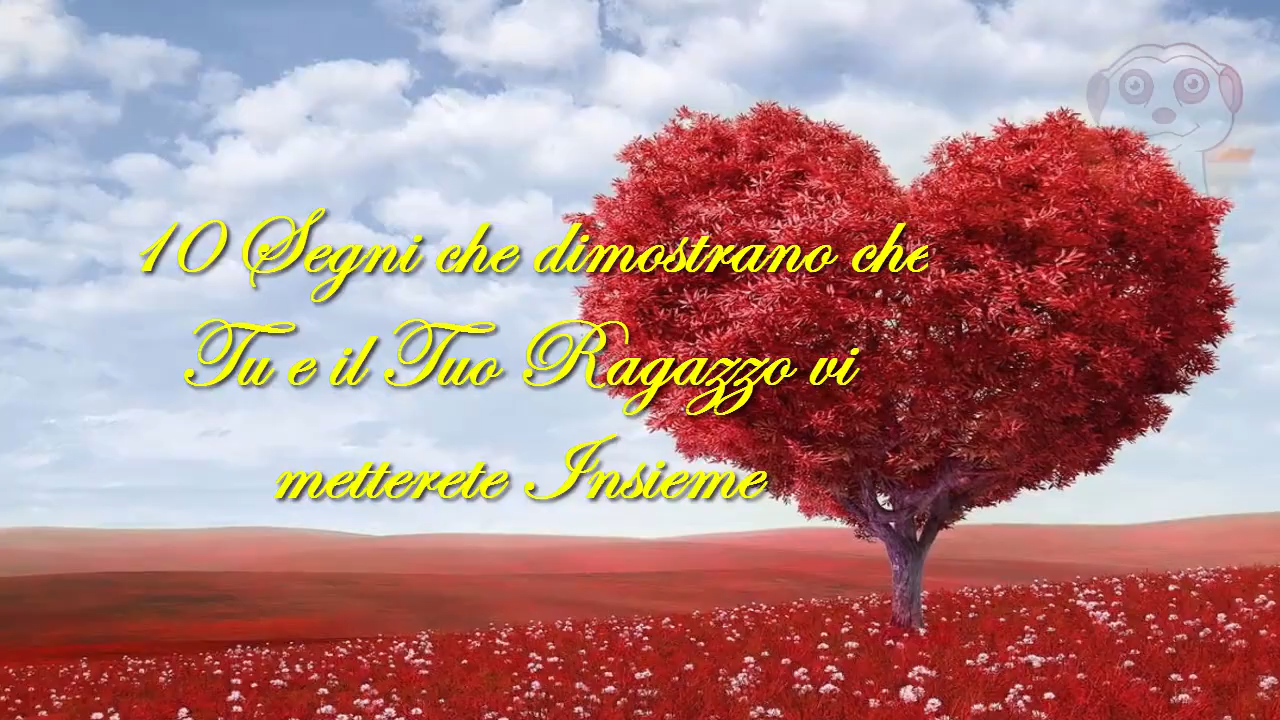 10 Segni che dimostrano che
Tu e il Tuo Ragazzo vi
metterete Insieme